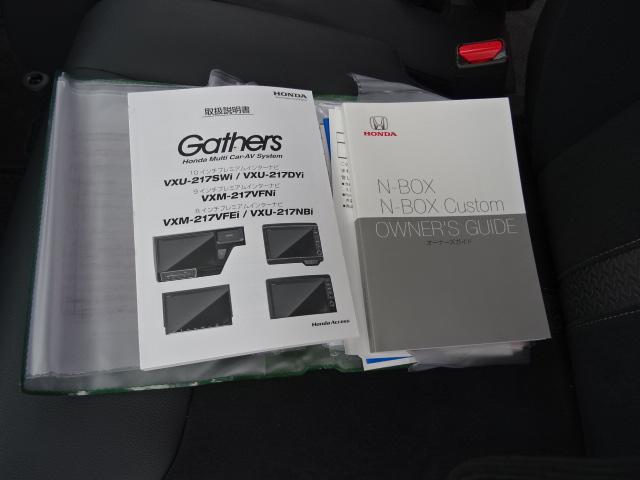 HONDA
取扱説明書
Gathers
Honda Multi Car-AV System
10インチプレミアムインターナビ
VXU-217SWi / VXU-217DYi
9インチプレミアムインターナビ
VXM-217VFNi
8インチプレミアムインターナビ
VXM-217VFEi / VXU-217NBi
Honda Access
HONDA
N-BOX
N-BOX Custom
OWNER'S GUIDE
オーナーズガイド